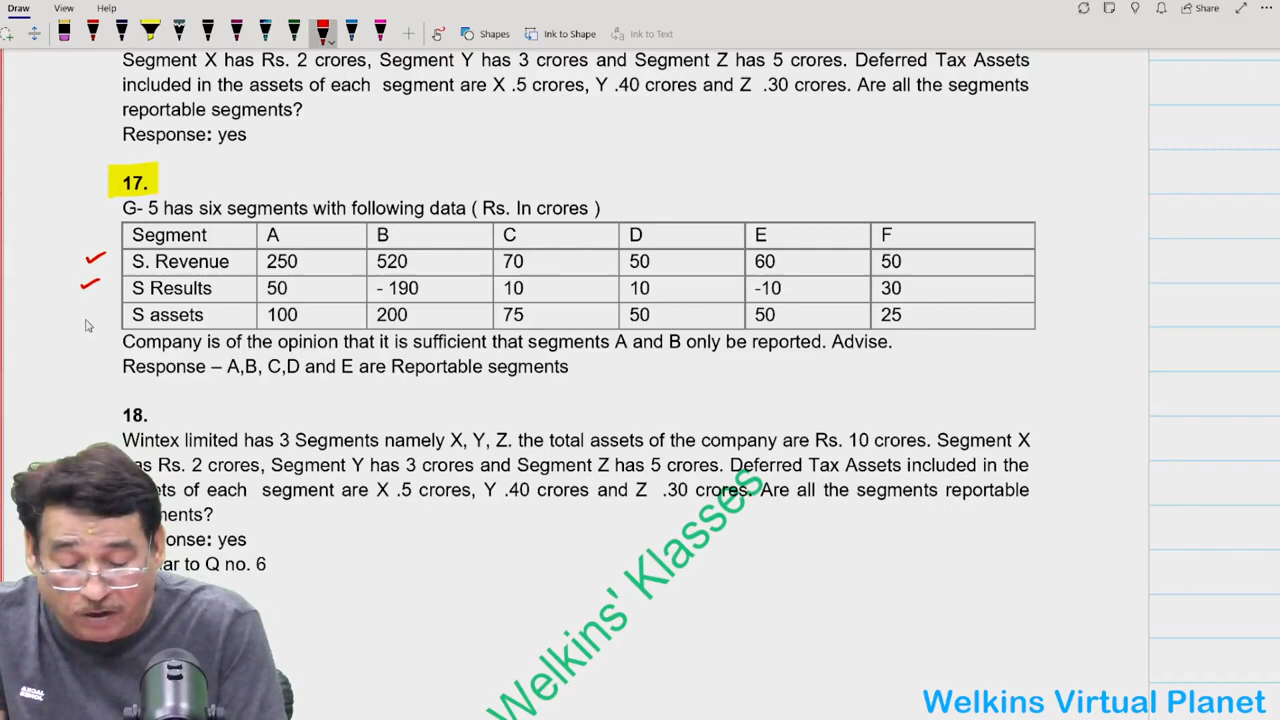 Draw View Help
Share
Shapes Ink to Shape Ink to Text
Segment X has Rs. 2 crores, Segment Y has 3 crores and Segment Z has 5 crores. Deferred Tax Assets
included in the assets of each segment are X .5 crores, Y .40 crores and Z .30 crores. Are all the segments
reportable segments?
Response: yes
17.
G- 5 has six segments with following data ( Rs. In crores )
Segment A B C D E F
S. Revenue 250 520 70 50 60 50
S Results 50 - 190 10 10 -10 30
S assets 100 200 75 50 50 25
Company is of the opinion that it is sufficient that segments A and B only be reported. Advise.
Response – A,B, C,D and E are Reportable segments
18.
Wintex limited has 3 Segments namely X, Y, Z. the total assets of the company are Rs. 10 crores. Segment X
Rs. 2 crores, Segment Y has 3 crores and Segment Z has 5 crores. Deferred Tax Assets included in the
of each segment are X .5 crores, Y .40 crores and Z .30 crores. Are all the segments reportable
yes
to Q no. 6
Welkins' Klasses
Welkins Virtual Planet